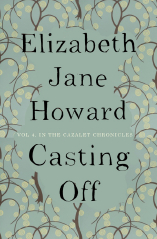 Elizabeth
Jane
Howard
VOL 4 IN THE CAZALET CHRONICLES
Casting
Off